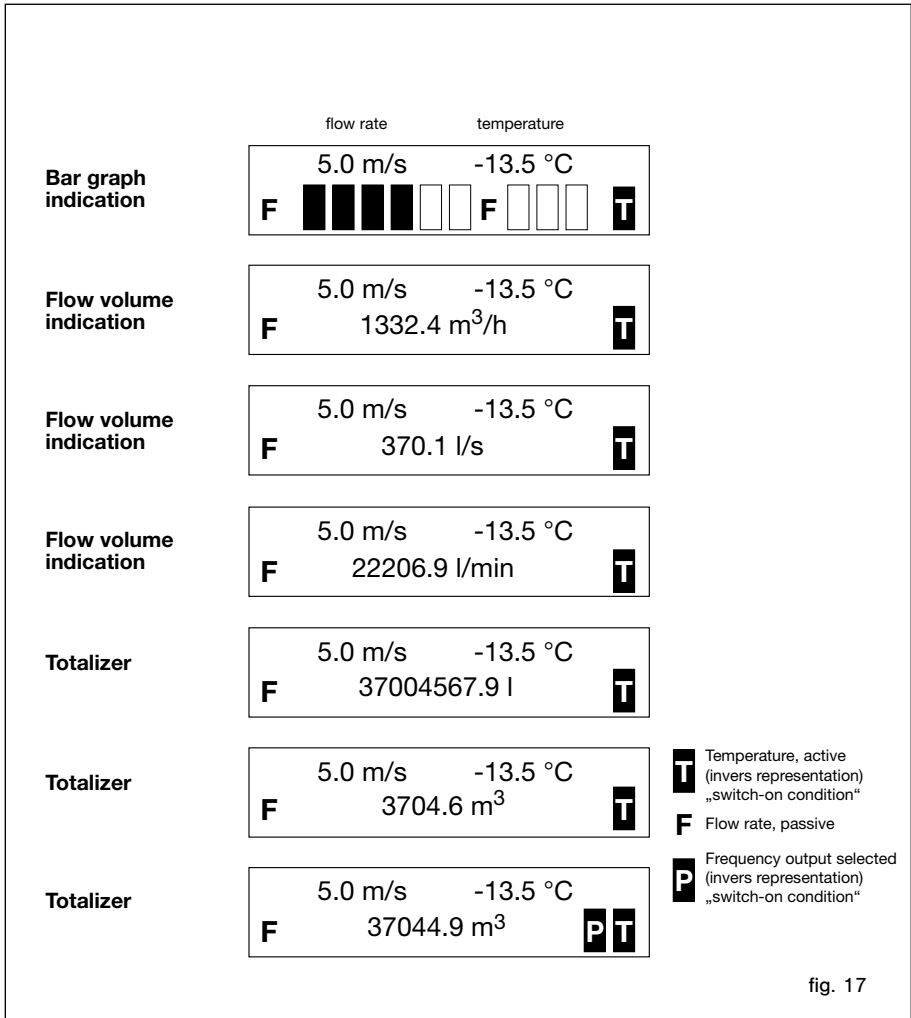 flow rate temperature
Bar graph
indication
5.0 m/s -13.5 °C
F F T
Flow volume
indication
5.0 m/s -13.5 °C
F 1332.4 m³/h T
Flow volume
indication
5.0 m/s -13.5 °C
F 370.1 l/s T
Flow volume
indication
5.0 m/s -13.5 °C
F 22206.9 l/min T
Totalizer
5.0 m/s -13.5 °C
F 37004567.9 l T
Totalizer
5.0 m/s -13.5 °C
F 3704.6 m³ T
T Temperature, active
(invers representation)
„switch-on condition“
F Flow rate, passive
P Frequency output selected
(invers representation)
„switch-on condition“
Totalizer
5.0 m/s -13.5 °C
F 37044.9 m³ P T
fig. 17